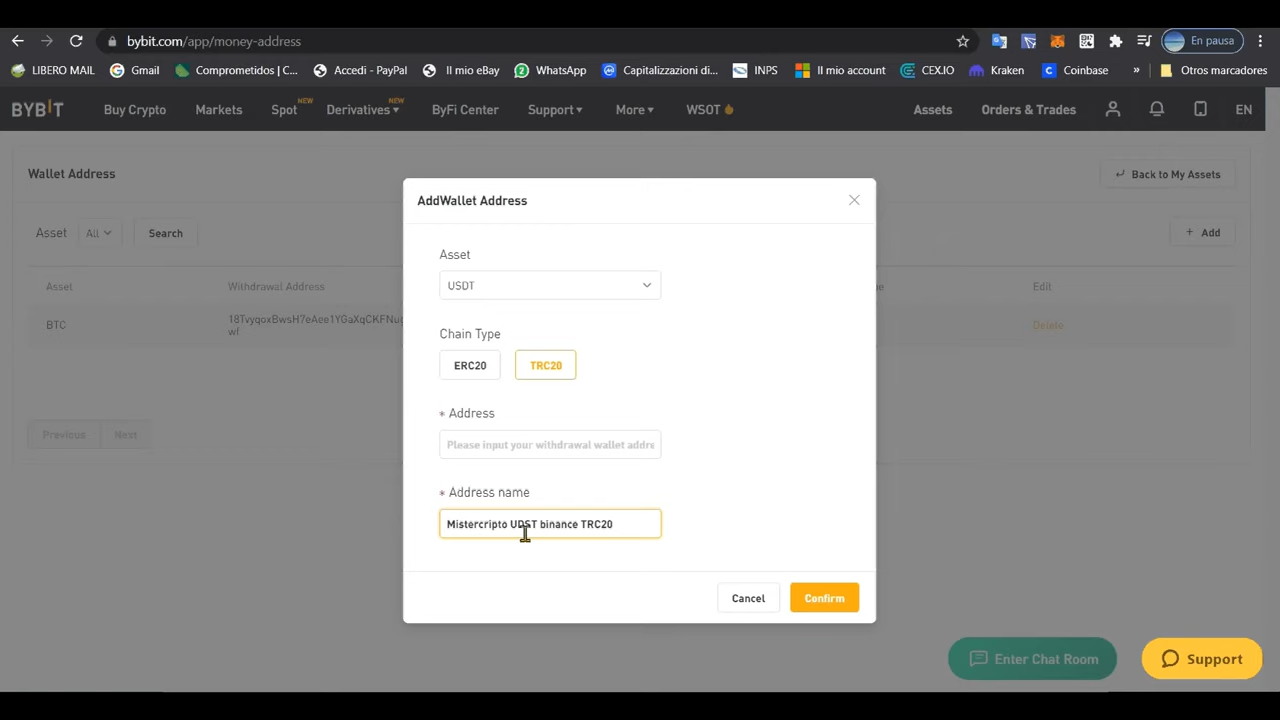 bybit.com/app/money-address
En pausa
LIBERO MAIL
Gmail
Comprometidos | C...
Accedi - PayPal
Il mio eBay
WhatsApp
Capitalizzazioni di...
INPS
Il mio account
CEX.IO
Kraken
Coinbase
»
Otros marcadores
BYBIT
Buy Crypto
Markets
Spot NEW
Derivatives NEW
ByFi Center
Support
More
WSOT
Assets
Orders & Trades
EN
Wallet Address
Back to My Assets
Asset
All
Search
+ Add
Asset
Withdrawal Address
Edit
BTC
wf
Delete
Previous
Next
AddWallet Address
Asset
USDT
Chain Type
ERC20
TRC20
* Address
Please input your withdrawal wallet addre
* Address name
Mistercripto UDST binance TRC20
Cancel
Confirm
Enter Chat Room
Support